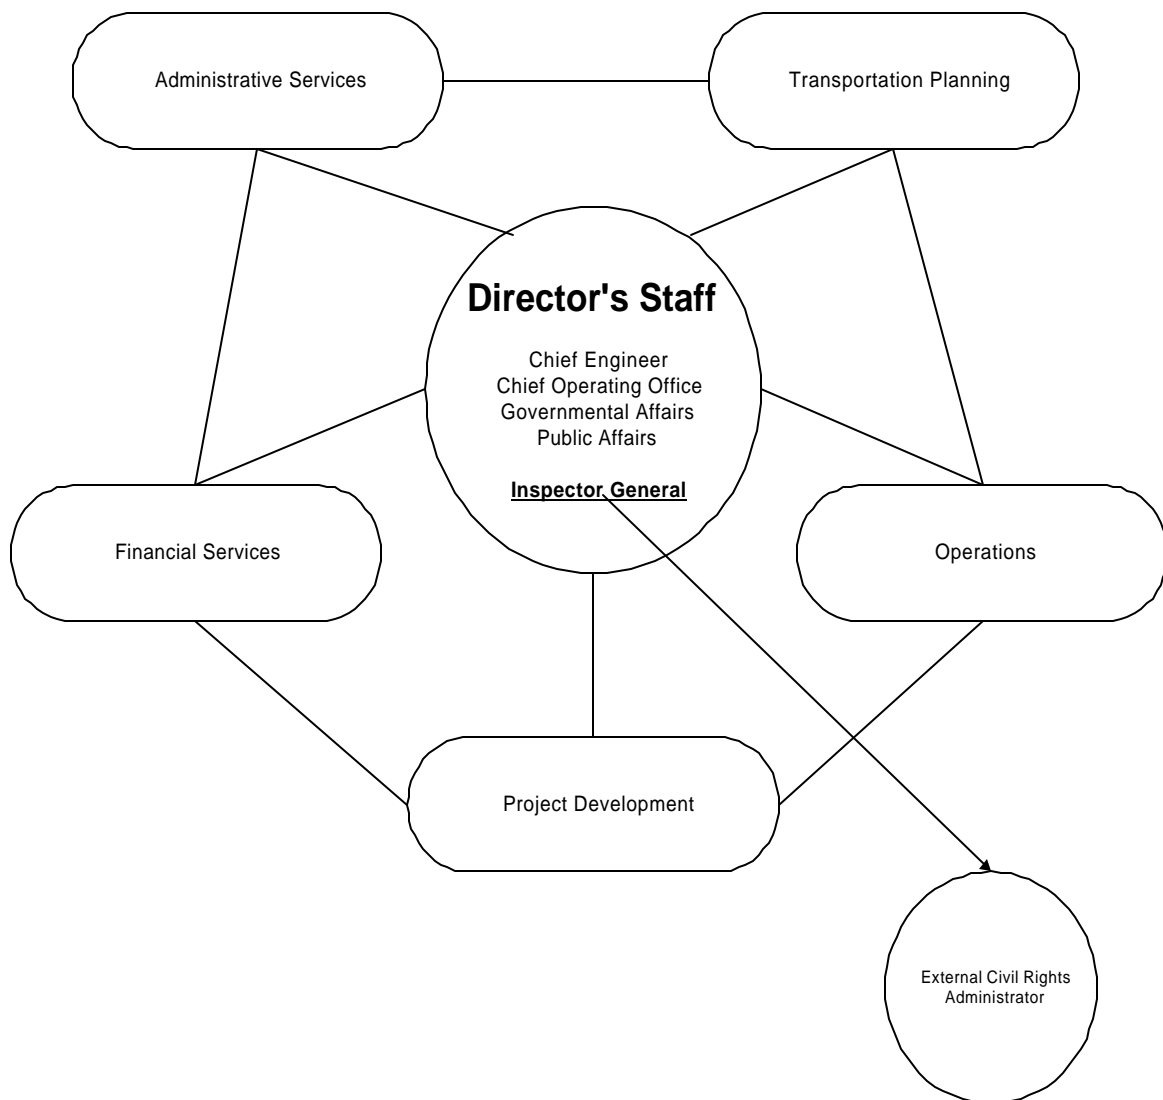 Administrative Services
Transportation Planning
Director's Staff
Chief Engineer
Chief Operating Office
Governmental Affairs
Public Affairs
Inspector General
Financial Services
Operations
Project Development
External Civil Rights
Administrator